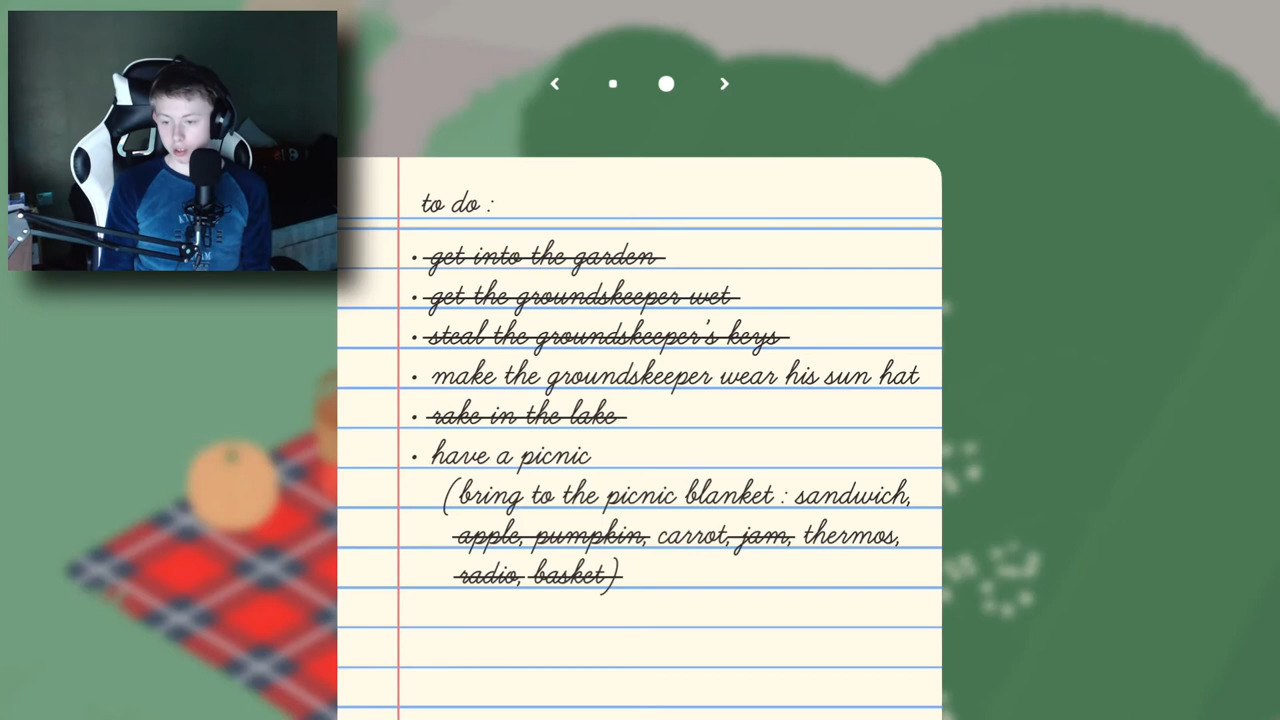 to do :
• get into the garden
• get the groundskeeper wet
• steal the groundskeeper's keys
• make the groundskeeper wear his sun hat
• rake in the lake
• have a picnic
(bring to the picnic blanket : sandwich,
apple, pumpkin, carrot, jam, thermos,
radio, basket)